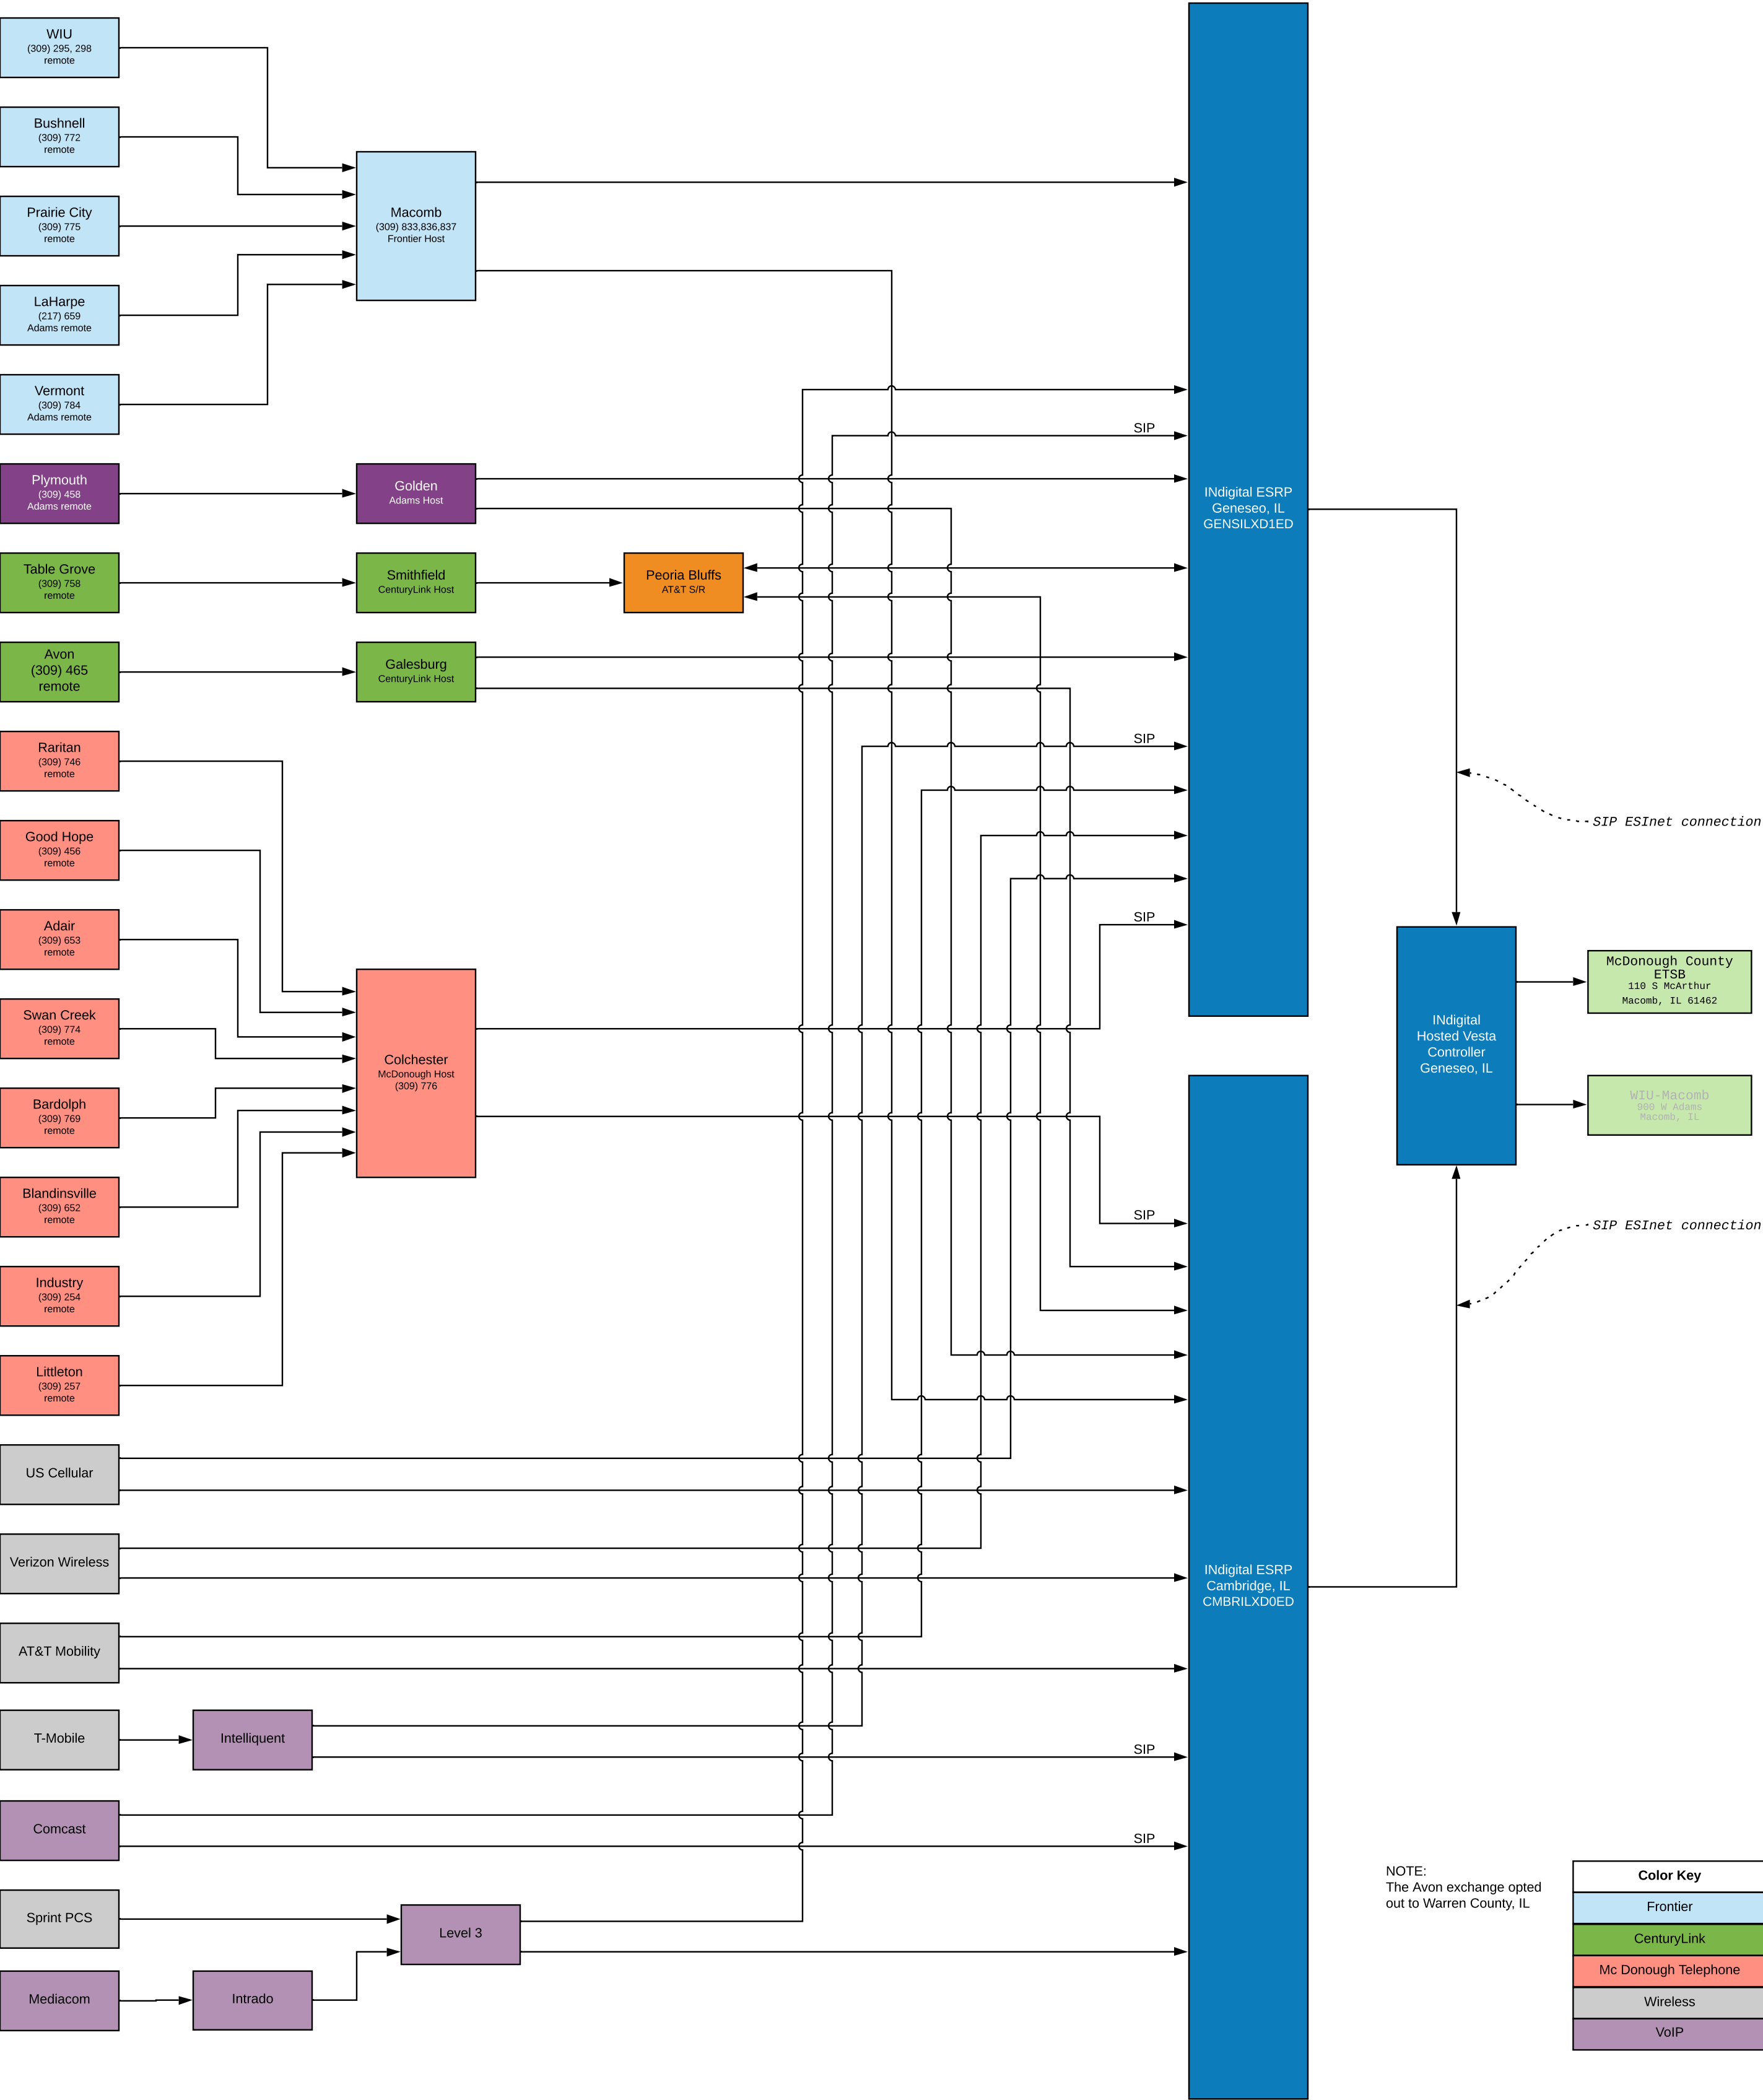 WIU
(309) 295, 298
remote
Bushnell
(309) 772
remote
Prairie City
(309) 775
remote
LaHarpe
(217) 659
Adams remote
Vermont
(309) 784
Adams remote
Plymouth
(309) 458
Adams remote
Table Grove
(309) 758
remote
Avon
(309) 465
remote
Raritan
(309) 746
remote
Good Hope
(309) 456
remote
Adair
(309) 653
remote
Swan Creek
(309) 774
remote
Bardolph
(309) 769
remote
Blandinsville
(309) 652
remote
Industry
(309) 254
remote
Littleton
(309) 257
remote
US Cellular
Verizon Wireless
AT&T Mobility
T-Mobile
Comcast
Sprint PCS
Mediacom
Macomb
(309) 833,836,837
Frontier Host
Golden
Adams Host
Smithfield
CenturyLink Host
Galesburg
CenturyLink Host
Colchester
McDonough Host
(309) 776
Intelliquent
Intrado
Level 3
Peoria Bluffs
AT&T S/R
SIP
SIP
SIP
SIP
SIP
SIP
INdigital ESRP
Geneseo, IL
GENSILXD1ED
INdigital ESRP
Cambridge, IL
CMBRILXD0ED
SIP ESInet connection
INdigital
Hosted Vesta
Controller
Geneseo, IL
McDonough County
ETSB
110 S McArthur
Macomb, IL 61462
WIU-Macomb
900 W Adams
Macomb, IL
SIP ESInet connection
NOTE:
The Avon exchange opted
out to Warren County, IL
Color Key
Frontier
CenturyLink
Mc Donough Telephone
Wireless
VoIP